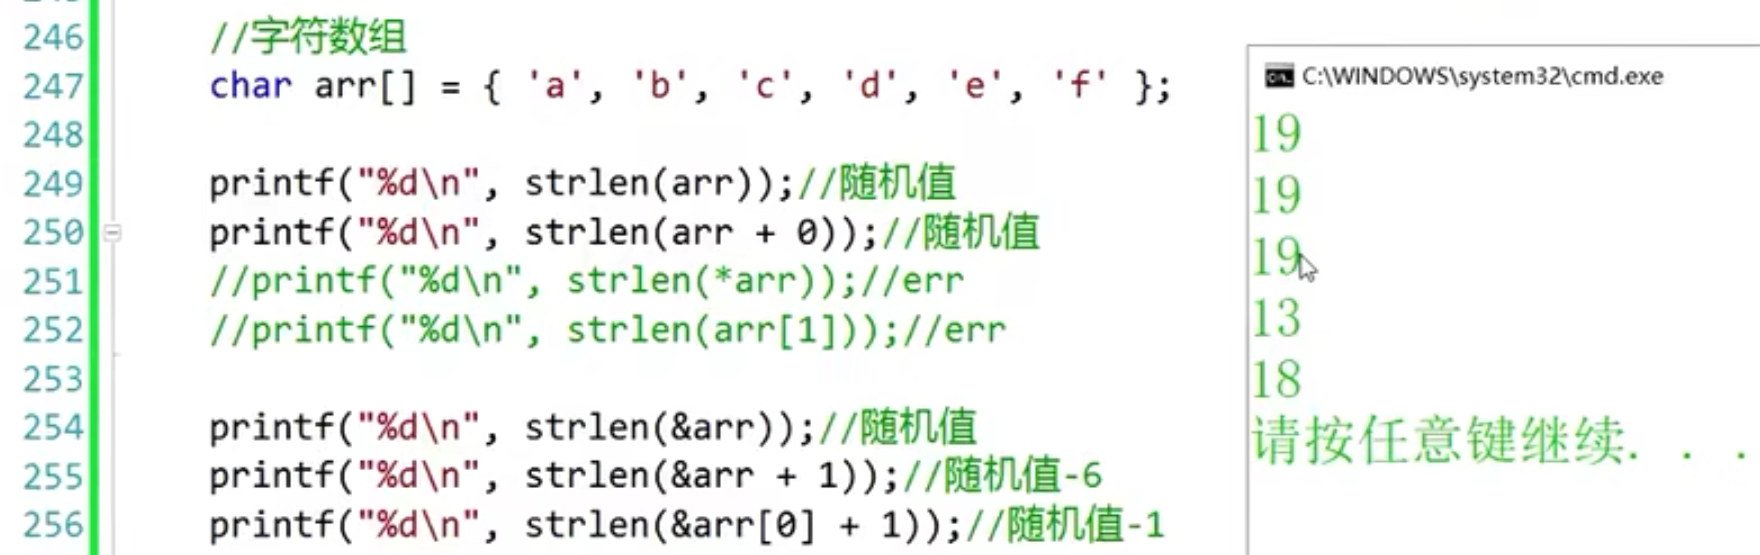 246 //字符数组
247 char arr[] = { 'a', 'b', 'c', 'd', 'e', 'f' };
248
249 printf("%d\n", strlen(arr));//随机值
250 printf("%d\n", strlen(arr + 0));//随机值
251 //printf("%d\n", strlen(*arr));//err
252 //printf("%d\n", strlen(arr[1]));//err
253
254 printf("%d\n", strlen(&arr));//随机值
255 printf("%d\n", strlen(&arr + 1));//随机值-6
256 printf("%d\n", strlen(&arr[0] + 1));//随机值-1
C:\WINDOWS\system32\cmd.exe
19
19
19
13
18
请按任意键继续. . .